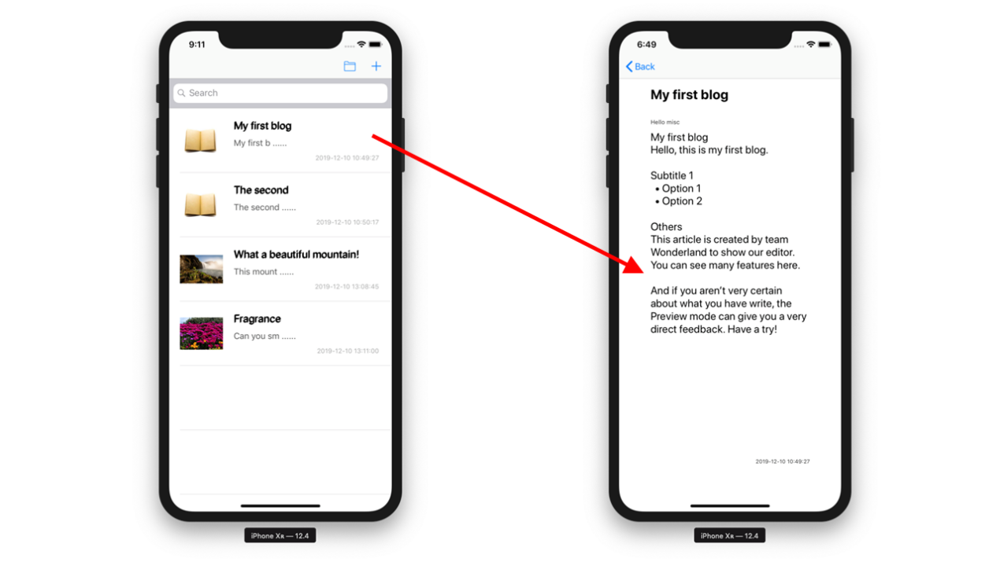 9:11
Search
My first blog
My first b ......
2019-12-10 10:49:27
The second
The second ......
2019-12-10 10:50:17
What a beautiful mountain!
This mount ......
2019-12-10 13:08:45
Fragrance
Can you sm ......
2019-12-10 13:11:00
iPhone Xʀ — 12.4
6:49
Back
My first blog
Hello misc
My first blog
Hello, this is my first blog.
Subtitle 1
• Option 1
• Option 2
Others
This article is created by team
Wonderland to show our editor.
You can see many features here.
And if you aren't very certain
about what you have write, the
Preview mode can give you a very
direct feedback. Have a try!
2019-12-10 10:49:27
iPhone Xʀ — 12.4